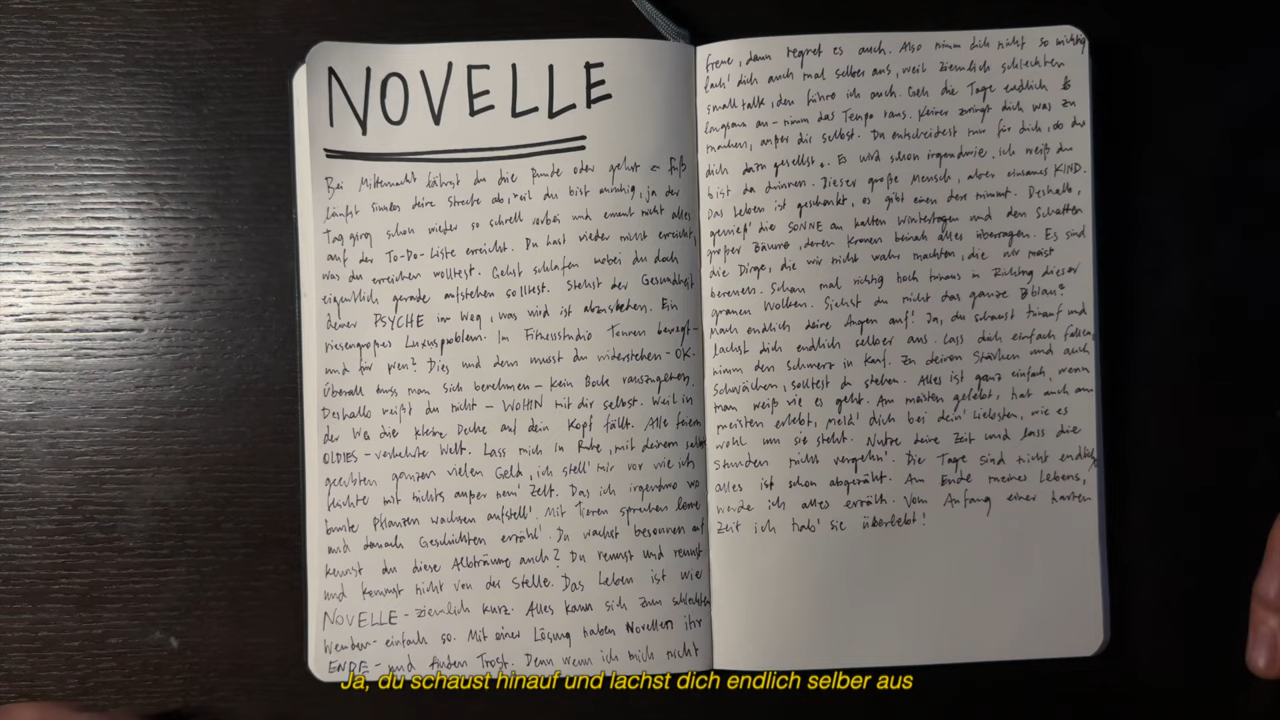 NOVELLE
Bei Mitternacht fährst du die Runde oder gehst zu Fuß
läufst sinnlos deine Strecke ab, weil du bist unruhig, ja der
Tag ging schon wieder so schnell vorbei und erneut nicht alles
auf der To-Do-Liste erreicht. Du hast wieder nicht erreicht,
was du erreichen wolltest. Gehst schlafen wobei du doch
eigentlich gerade aufstehen solltest. Stehst der Gesundheit
deiner PSYCHE im Weg, was wird ist abzusehen. Ein
riesengroßes Luxusproblem. Im Fitnessstudio Tonnen bewegt-
und für wen? Dies und dem musst du widerstehen - OK.
Überall muss man sich benehmen - kein Bock rauszugehen.
Deshalb weißt du nicht - WOHIN mit dir selbst. Weil in
der WG die kleine Decke auf dein Kopf fällt. Alle feiern
OLDIES - verkehrte Welt. Lass mich in Ruhe, mit deinem selbst
geerbten ganzen vielen Geld, ich stell' mir vor wie ich
flüchte mit nichts außer nem' Zelt. Das ich irgendwo wo
bunte Pflanzen wachsen aufstell'. Mit Tieren sprechen lerne
und danach Geschichten erzähl'. Du wachst besonnen auf
kennst du diese Albträume auch? Du rennst und rennst
und kommst nicht von der Stelle. Das Leben ist wie
NOVELLE - ziemlich kurz. Alles kann sich zum schlechten
wenden - einfach so. Mit einer Lösung haben Novellen ihr
ENDE - und finden Trost. Denn wenn ich mich nicht
freue, dann regnet es auch. Also nimm dich nicht so wichtig
lach' dich auch mal selber aus, weil ziemlich schlechten
small talk, den führe ich auch. Geh die Tage endlich
langsam an - nimm das Tempo raus. Keiner zwingt dich was zu
machen, außer dir selbst. Du entscheidest nur für dich, ob du
dich dazu gesellst. Es wird schon irgendwie, ich weiß du
bist da drinnen. Dieser große Mensch, aber einsames KIND.
Das Leben ist geschenkt, es gibt einen der's nimmt. Deshalb,
genieß' die SONNE an kalten Wintertagen und den Schatten
großer Bäume, deren Kronen beinah alles überragen. Es sind
die Dinge, die wir nicht wahr machten, die wir meist
bereuen. Schau mal richtig hoch hinaus in Richtung dieser
grauen Wolken. Siehst du nicht das ganze Blau?
Mach endlich deine Augen auf! Ja, du schaust hinauf und
lachst dich endlich selber aus. Lass dich einfach fallen,
nimm den Schmerz in Kauf. Zu deinen Stärken und auch
Schwächen, solltest du stehen. Alles ist ganz einfach, wenn
man weiß wie es geht. Am meisten gelebt, hat auch am
meisten erlebt, meld' dich bei dein' Liebsten, wie es
wohl um sie steht. Nutze deine Zeit und lass die
Stunden nicht vergehn'. Die Tage sind nicht endlos,
alles ist schon abgezählt. Am Ende meines Lebens,
werde ich alles erzähl'n. Vom Anfang einer harten
Zeit ich hab' sie überlebt!
Ja, du schaust hinauf und lachst dich endlich selber aus